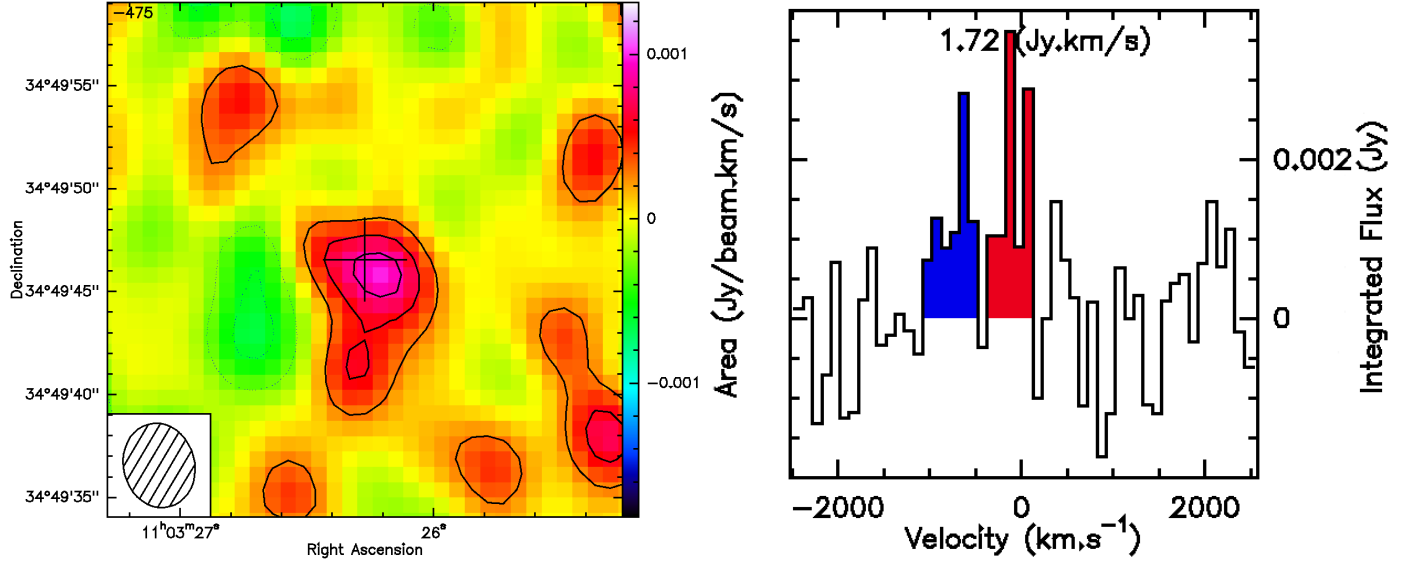 −475
34°49'55"
34°49'50"
34°49'45"
34°49'40"
34°49'35"
Declination
11ʰ03ᵐ27ˢ
26ˢ
Right Ascension
0.001
0
−0.001
Area (Jy/beam.km/s)
1.72 (Jy.km/s)
0.002
0
Integrated Flux (Jy)
−2000
0
2000
Velocity (km.s⁻¹)